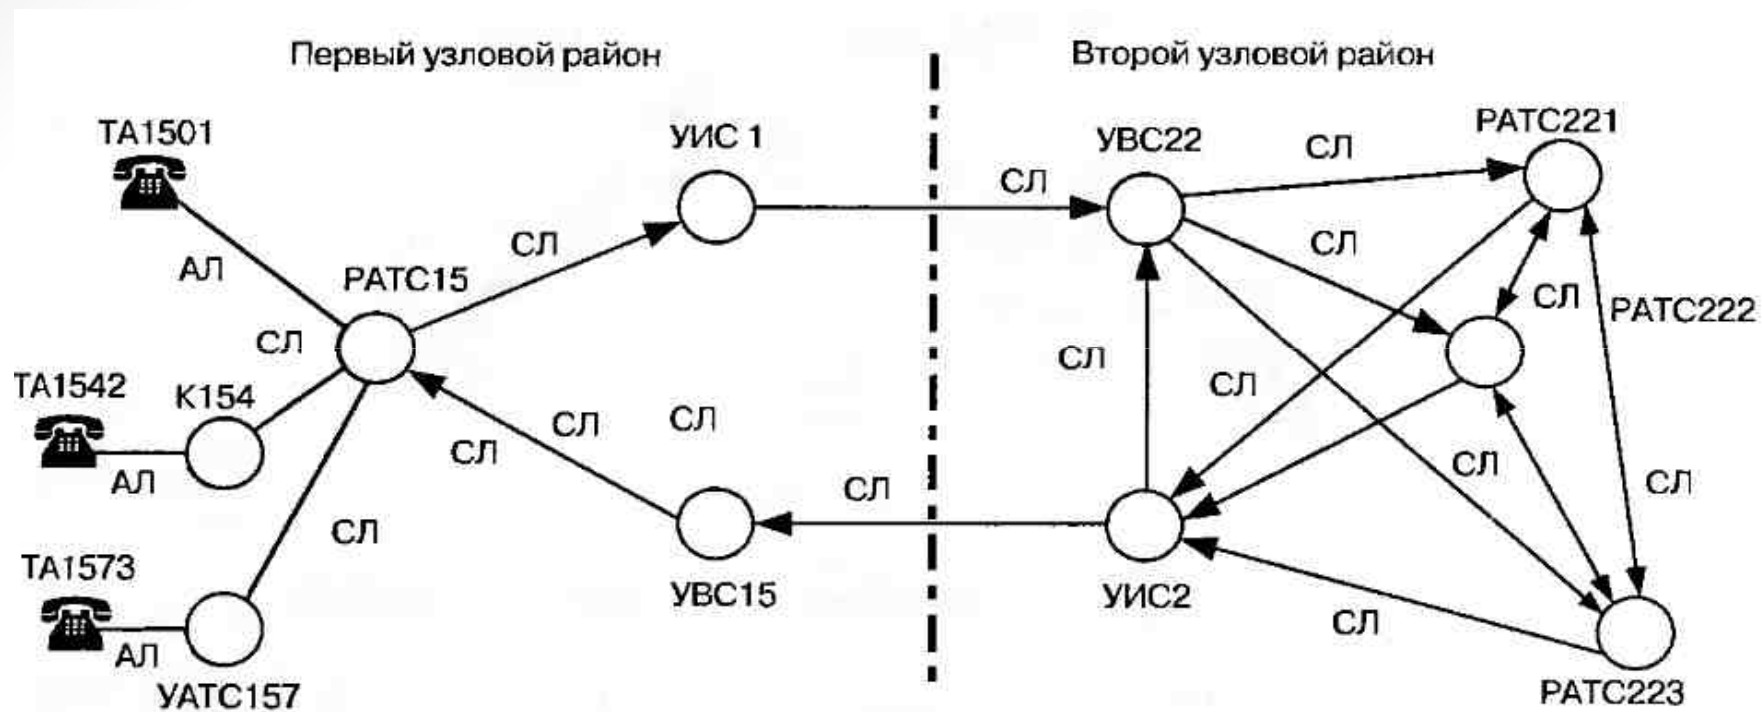 Первый узловой район
Второй узловой район
ТА1501
УИС 1
УВС22
РАТС221
СЛ
СЛ
СЛ
СЛ
АЛ
РАТС15
СЛ
РАТС222
СЛ
СЛ
СЛ
ТА1542
К154
СЛ
СЛ
СЛ
СЛ
АЛ
СЛ
СЛ
СЛ
ТА1573
УВС15
УИС2
СЛ
АЛ
УАТС157
РАТС223